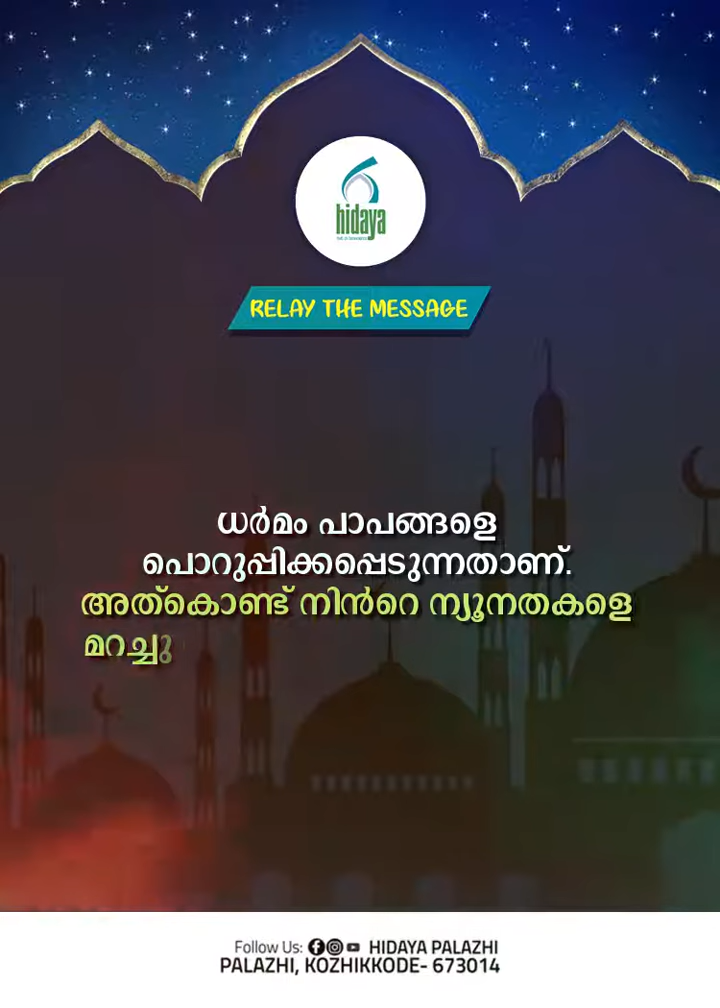 hidaya
RELAY THE MESSAGE
ധർമം പാപങ്ങളെ
പൊറുപ്പിക്കപ്പെടുന്നതാണ്.
അത്കൊണ്ട് നിൻറെ ന്യൂനതകളെ
മറച്ചു
Follow Us: HIDAYA PALAZHI
PALAZHI, KOZHIKKODE- 673014